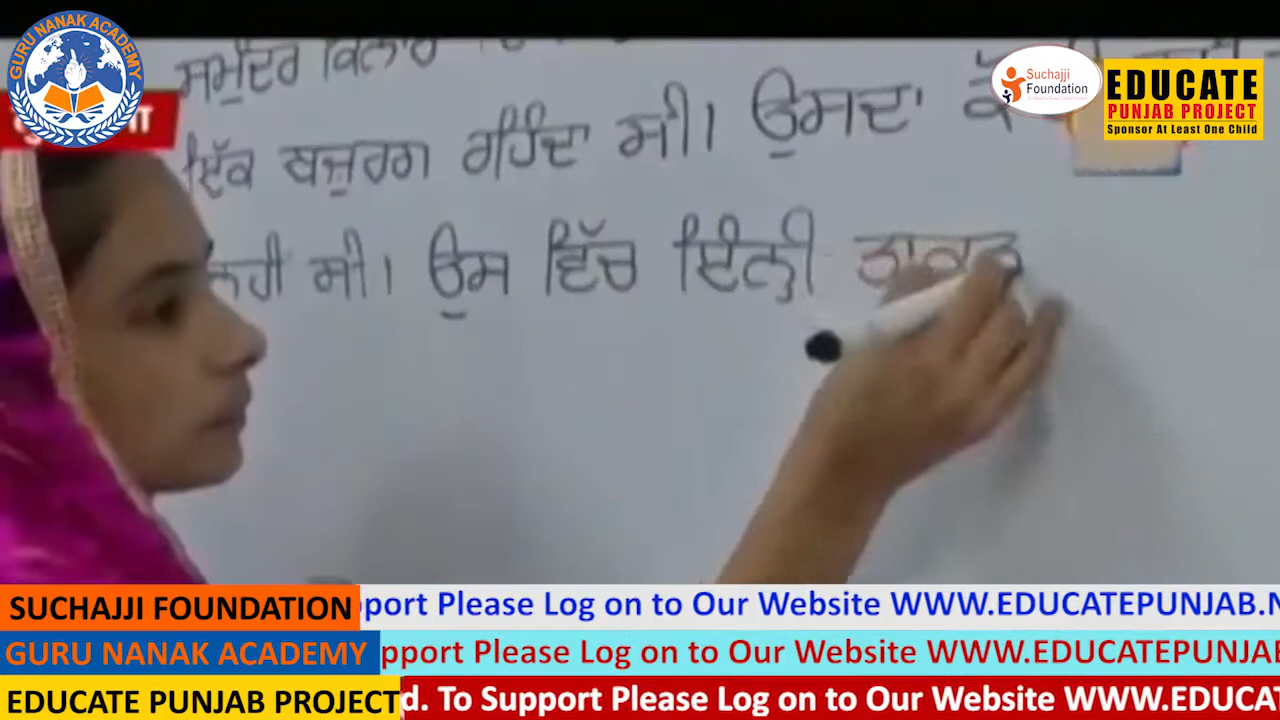 GURU NANAK ACADEMY
Suchajji
Foundation
EDUCATE
PUNJAB PROJECT
Sponsor At Least One Child
ਸਮੁੰਦਰ ਕਿਨਾਰੇ
ਇੱਕ ਬਜ਼ੁਰਗ ਰਹਿੰਦਾ ਸੀ। ਉਸਦਾ
ਨਹੀਂ ਸੀ। ਉਸ ਵਿੱਚ ਇੰਨੀ ਤਾਕਤ
SUCHAJJI FOUNDATION pport Please Log on to Our Website WWW.EDUCATEPUNJAB.N
GURU NANAK ACADEMY pport Please Log on to Our Website WWW.EDUCATEPUNJAB
EDUCATE PUNJAB PROJECT d. To Support Please Log on to Our Website WWW.EDUCAT